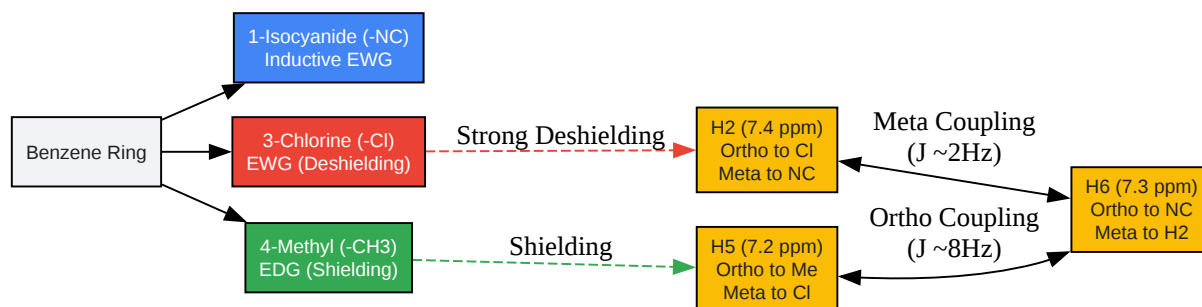 Benzene Ring
1-Isocyanide (-NC)
Inductive EWG
3-Chlorine (-Cl)
EWG (Deshielding)
4-Methyl (-CH3)
EDG (Shielding)
Strong Deshielding
Shielding
H2 (7.4 ppm)
Ortho to Cl
Meta to NC
H5 (7.2 ppm)
Ortho to Me
Meta to Cl
Meta Coupling
(J ~2Hz)
Ortho Coupling
(J ~8Hz)
H6 (7.3 ppm)
Ortho to NC
Meta to H2